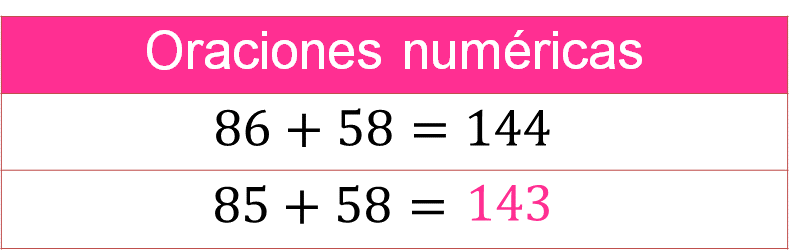 Oraciones numéricas
86 + 58 = 144
85 + 58 = 143